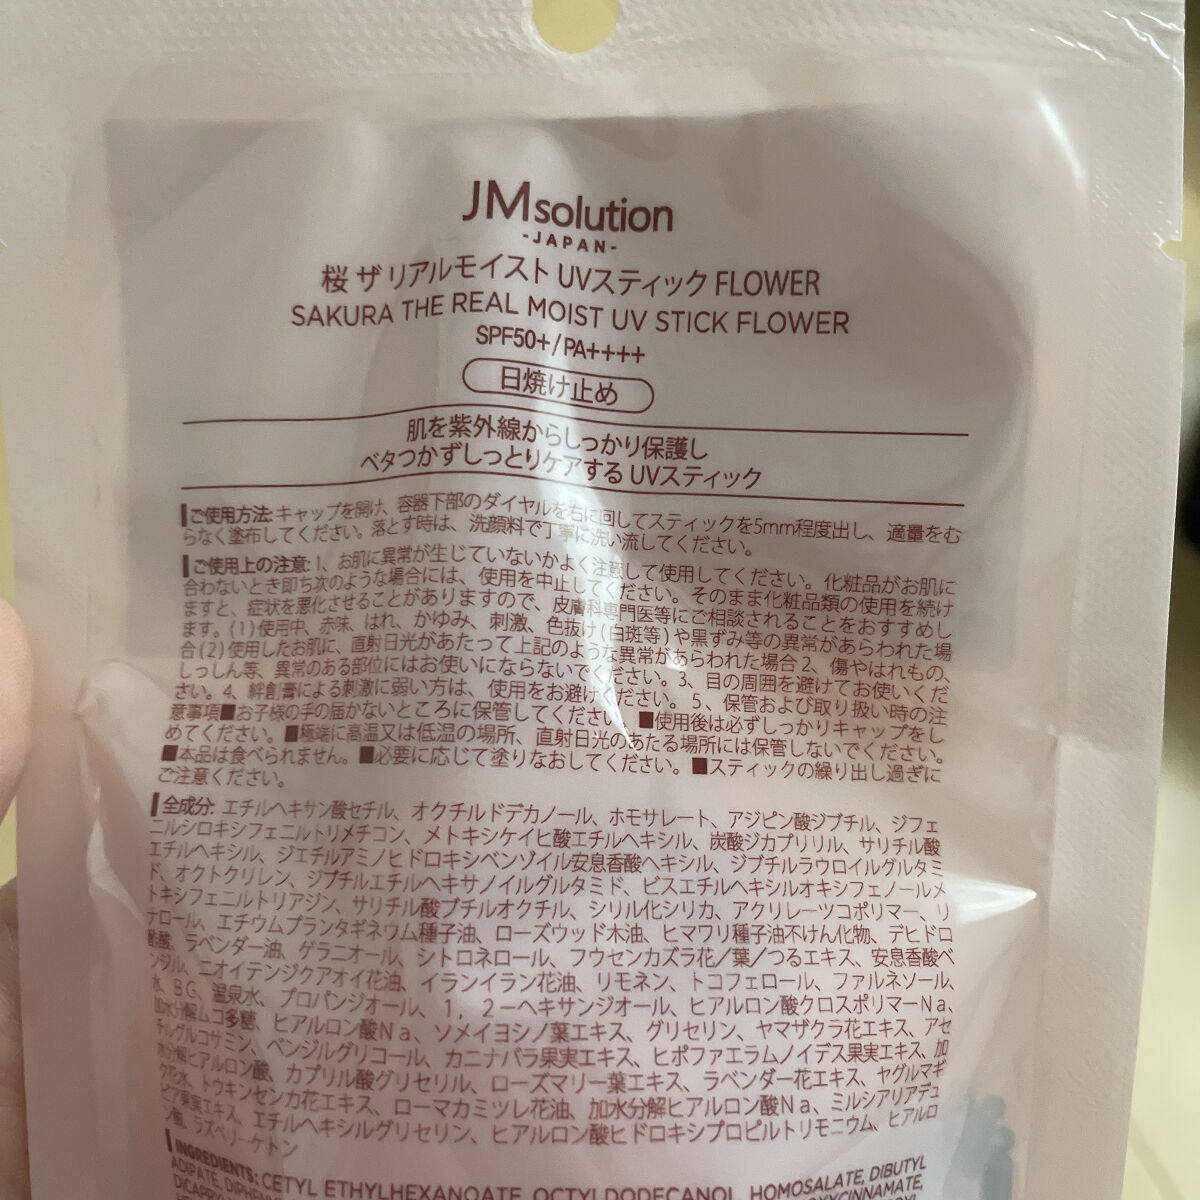 JMsolution
-JAPAN-
桜 ザ リアルモイスト UVスティック FLOWER
SAKURA THE REAL MOIST UV STICK FLOWER
SPF50+/PA++++
日焼け止め
肌を紫外線からしっかり保護し
ベタつかずしっとりケアする UVスティック
ご使用方法: キャップを開け、容器下部のダイヤルを右に回してスティックを5mm程度出し、適量をむ
らなく塗布してください。落とす時は、洗顔料で丁寧に洗い流してください。
ご使用上の注意: 1、お肌に異常が生じていないかよく注意して使用してください。化粧品がお肌に
合わないとき即ち次のような場合には、使用を中止してください。そのまま化粧品類の使用を続け
ますと、症状を悪化させることがありますので、皮膚科専門医等にご相談されることをおすすめし
ます。(1)使用中、赤味、はれ、かゆみ、刺激、色抜け(白斑等)や黒ずみ等の異常があらわれた場
合(2)使用したお肌に、直射日光があたって上記のような異常があらわれた場合 2、傷やはれもの、
しっしん等、異常のある部位にはお使いにならないでください。3、目の周囲を避けてお使いくだ
さい。4、絆創膏による刺激に弱い方は、使用をお避けください。5、保管および取り扱い時の注
意事項■お子様の手の届かないところに保管してください。■使用後は必ずしっかりキャップをし
めてください。■極端に高温又は低温の場所、直射日光のあたる場所には保管しないでください。
■本品は食べられません。■必要に応じて塗りなおしてください。■スティックの繰り出し過ぎに
ご注意ください。
全成分: エチルヘキサン酸セチル、オクチルドデカノール、ホモサレート、アジピン酸ジブチル、ジフェ
ニルシロキシフェニルトリメチコン、メトキシケイヒ酸エチルヘキシル、炭酸ジカプリリル、サリチル酸
エチルヘキシル、ジエチルアミノヒドロキシベンゾイル安息香酸ヘキシル、ジブチルラウロイルグルタミ
ド、オクトクリレン、ジブチルエチルヘキサノイルグルタミド、ビスエチルヘキシルオキシフェノールメ
トキシフェニルトリアジン、サリチル酸ブチルオクチル、シリル化シリカ、アクリレーツコポリマー、リ
ナロール、エチウムプランタギネウム種子油、ローズウッド木油、ヒマワリ種子油不けん化物、デヒドロ
酢酸、ラベンダー油、ゲラニオール、シトロネロール、フウセンカズラ花/葉/つるエキス、安息香酸ベ
ンジル、ニオイテンジクアオイ花油、イランイラン花油、リモネン、トコフェロール、ファルネソール、
水、BG、温泉水、プロパンジオール、1，2－ヘキサンジオール、ヒアルロン酸クロスポリマーNa、
加水分解ムコ多糖、ヒアルロン酸Na、ソメイヨシノ葉エキス、グリセリン、ヤマザクラ花エキス、アセ
チルグルコサミン、ベンジルグリコール、カニナバラ果実エキス、ヒポファエラムノイデス果実エキス、加
水分解ヒアルロン酸、カプリル酸グリセリル、ローズマリー葉エキス、ラベンダー花エキス、ヤグルマギ
ク花水、トウキンセンカ花エキス、ローマカミツレ花油、加水分解ヒアルロン酸Na、ミルシアリアデュ
ビア果実エキス、エチルヘキシルグリセリン、ヒアルロン酸ヒドロキシプロピルトリモニウム、ヒアルロ
ン酸、ラズベリーケトン
INGREDIENTS: CETYL ETHYLHEXANOATE, OCTYLDODECANOL, HOMOSALATE, DIBUTYL
ADIPATE,